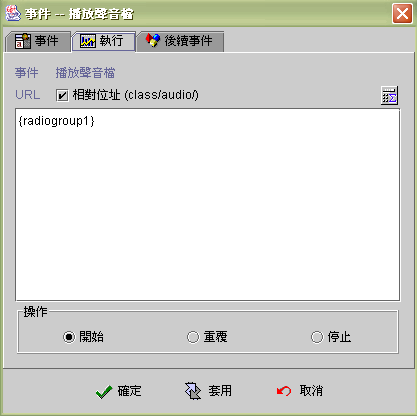 事件 -- 播放聲音檔
事件 執行 後續事件
事件 播放聲音檔
URL 相對位址 (class/audio/)
{radiogroup1}
操作
開始 重覆 停止
確定 套用 取消